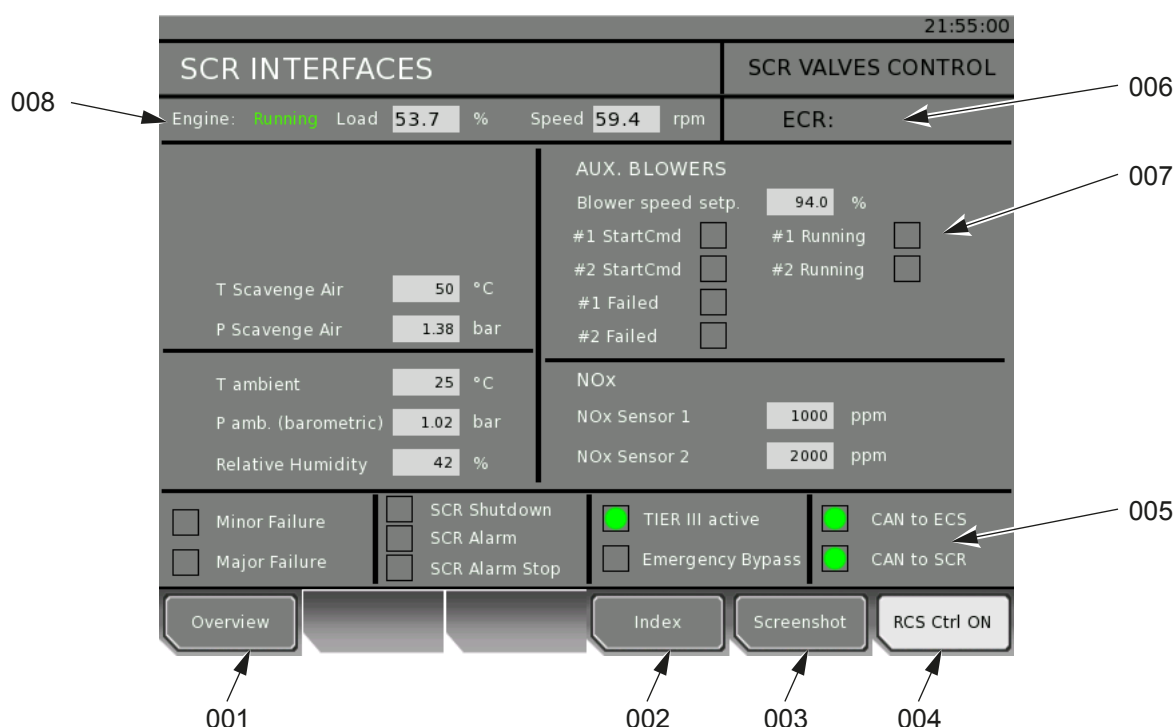 21:55:00
SCR INTERFACES
SCR VALVES CONTROL
006
008
Engine: Running Load 53.7 % Speed 59.4 rpm
ECR:
AUX. BLOWERS
007
Blower speed setp. 94.0 %
#1 StartCmd #1 Running
#2 StartCmd #2 Running
#1 Failed
#2 Failed
T Scavenge Air 50 °C
P Scavenge Air 1.38 bar
T ambient 25 °C
P amb. (barometric) 1.02 bar
Relative Humidity 42 %
NOx
NOx Sensor 1 1000 ppm
NOx Sensor 2 2000 ppm
Minor Failure
Major Failure
SCR Shutdown
SCR Alarm
SCR Alarm Stop
TIER III active
Emergency Bypass
CAN to ECS
CAN to SCR
005
Overview Index Screenshot RCS Ctrl ON
001 002 003 004